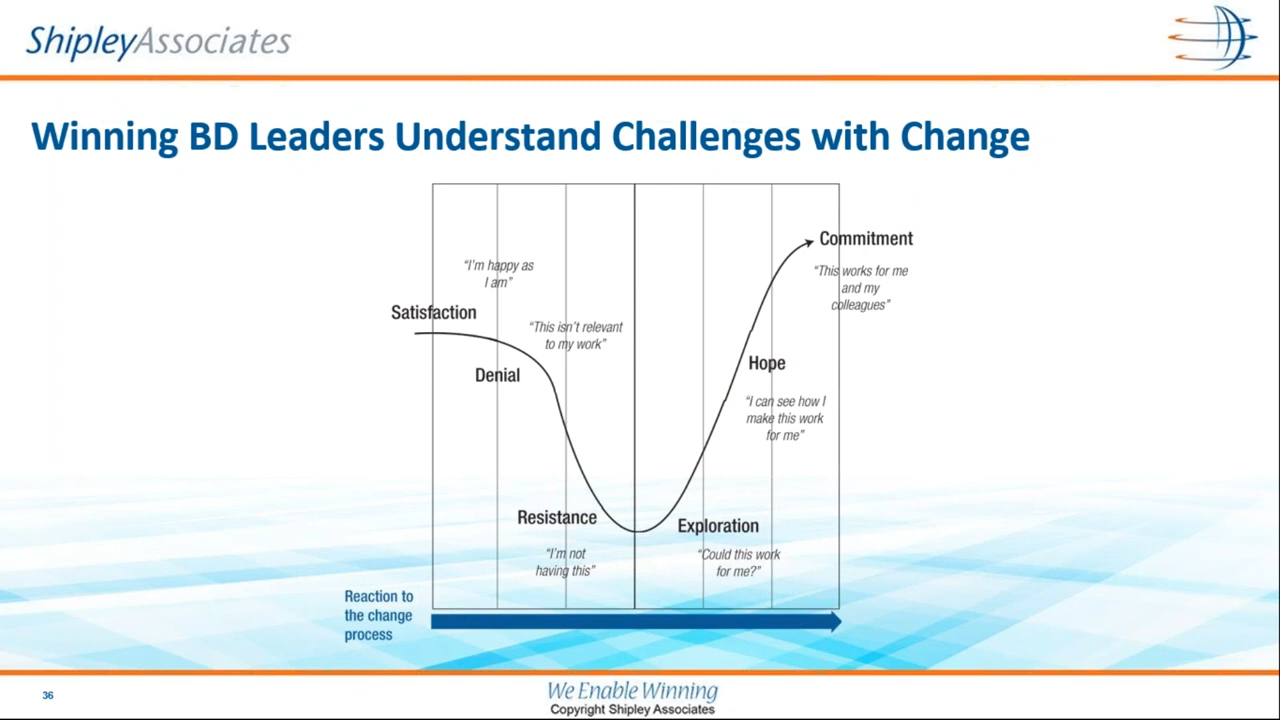 ShipleyAssociates
Winning BD Leaders Understand Challenges with Change
Commitment
“This works for me
and my
colleagues”
“I’m happy as
I am”
Satisfaction
“This isn’t relevant
to my work”
Denial
Hope
“I can see how I
make this work
for me”
Resistance
“I’m not
having this”
Exploration
“Could this work
for me?”
Reaction to
the change
process
36
We Enable Winning
Copyright Shipley Associates